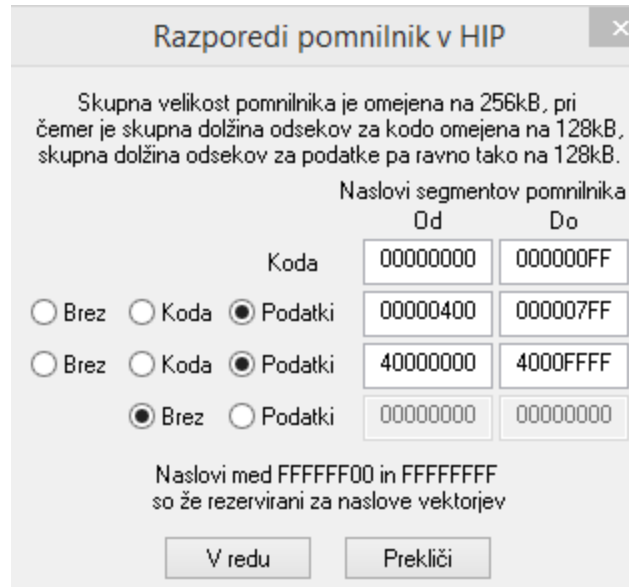 Razporedi pomnilnik v HIP
Skupna velikost pomnilnika je omejena na 256kB, pri
čemer je skupna dolžina odsekov za kodo omejena na 128kB,
skupna dolžina odsekov za podatke pa ravno tako na 128kB.
Naslovi segmentov pomnilnika
Od Do
Koda 00000000 000000FF
Brez Koda Podatki 00000400 000007FF
Brez Koda Podatki 40000000 4000FFFF
Brez Podatki 00000000 00000000
Naslovi med FFFFFF00 in FFFFFFFF
so že rezervirani za naslove vektorjev
V redu Prekliči